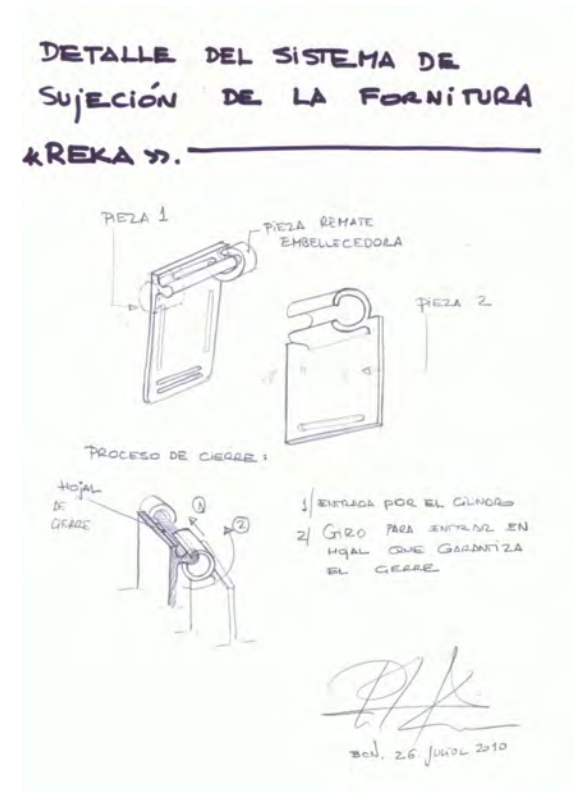 DETALLE DEL SISTEMA DE
SUJECIÓN DE LA FORNITURA
«REKA».
PIEZA 1
PIEZA REMATE
EMBELLECEDORA
PIEZA 2
PROCESO DE CIERRE:
HOJAL
DE
CIERRE
1
2
1/ ENTRADA POR EL CILINDRO
2/ GIRO PARA ENTRAR EN
HOJAL QUE GARANTIZA
EL CIERRE
BCN. 26. JULIOL 2010